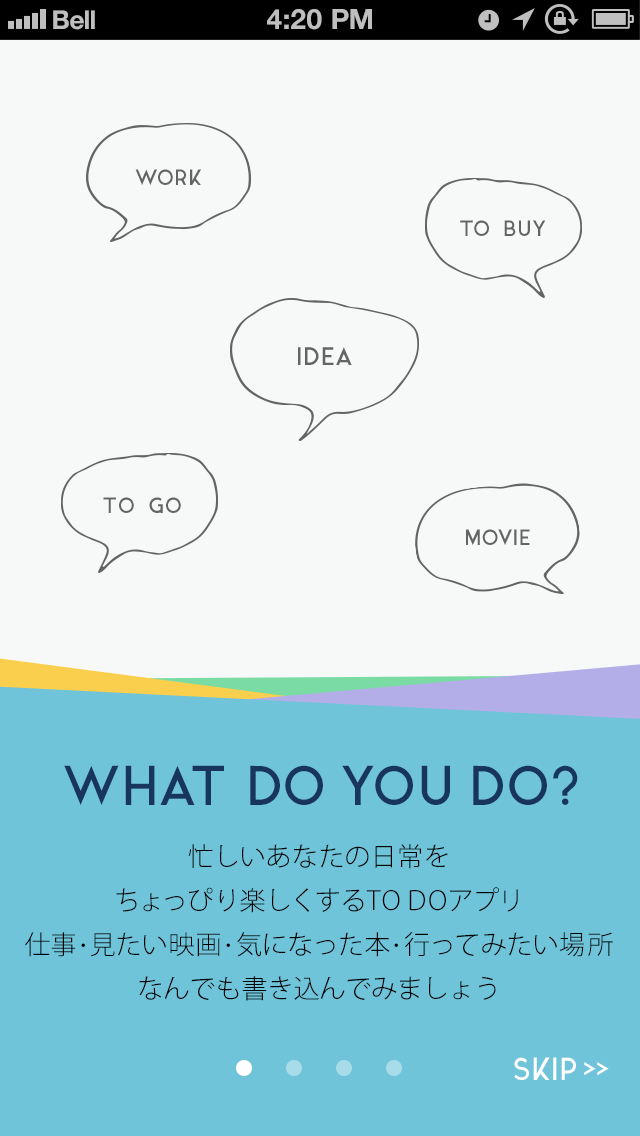 Bell 4:20 PM
WORK
TO BUY
IDEA
TO GO
MOVIE
WHAT DO YOU DO?
忙しいあなたの日常を
ちょっぴり楽しくするTO DOアプリ
仕事・見たい映画・気になった本・行ってみたい場所
なんでも書き込んでみましょう
SKIP >>